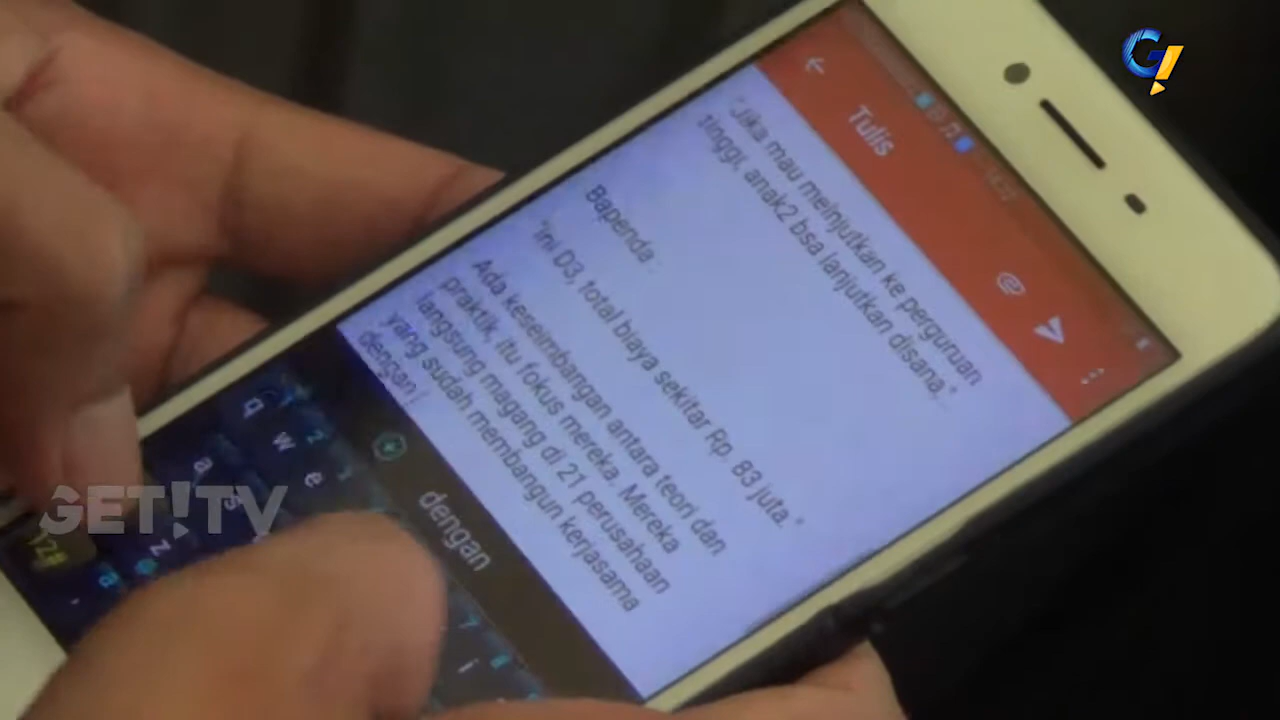 G!
Tulis
"Jika mau melnjutkan ke perguruan
tinggi, anak2 bsa lanjutkan disana,"
Bapenda :
"Ini D3, total biaya sekitar Rp. 83 juta."
Ada keseimbangan antara teori dan
praktik, itu fokus mereka. Mereka
langsung magang di 21 perusahaan
yang sudah membangun kerjasama
dengan
dengan
q w e
a s
z
i
12#
GET!TV